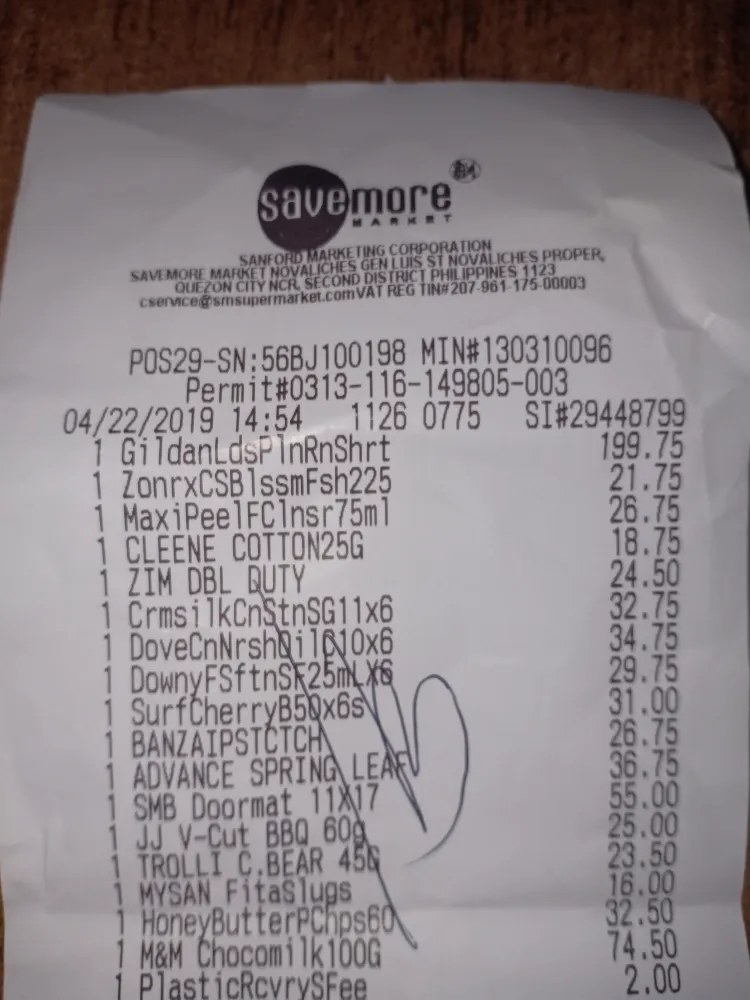 savemore
MARKET
SM
SANFORD MARKETING CORPORATION
SAVEMORE MARKET NOVALICHES GEN LUIS ST NOVALICHES PROPER,
QUEZON CITY NCR, SECOND DISTRICT PHILIPPINES 1123
cservice@smsupermarket.com VAT REG TIN#207-961-175-00003
POS29-SN:56BJ100198 MIN#130310096
Permit#0313-116-149805-003
04/22/2019 14:54 1126 0775 SI#29448799
1 GildanLdsPlnRnShrt 199.75
1 ZonrxCSBlssmFsh225 21.75
1 MaxiPeelFClnsr75ml 26.75
1 CLEENE COTTON25G 18.75
1 ZIM DBL DUTY 24.50
1 CrmsilkCnStnSG11x6 32.75
1 DoveCnNrshOilG10x6 34.75
1 DownyFSftnSF25mLX6 29.75
1 SurfCherryB50x6s 31.00
1 BANZAIPSTCTCH 26.75
1 ADVANCE SPRING LEAF 36.75
1 SMB Doormat 11X17 55.00
1 JJ V-Cut BBQ 60g 25.00
1 TROLLI C.BEAR 45G 23.50
1 MYSAN FitaSlugs 16.00
1 HoneyButterPChps60 32.50
1 M&M Chocomilk100G 74.50
1 PlasticRcvrySFee 2.00